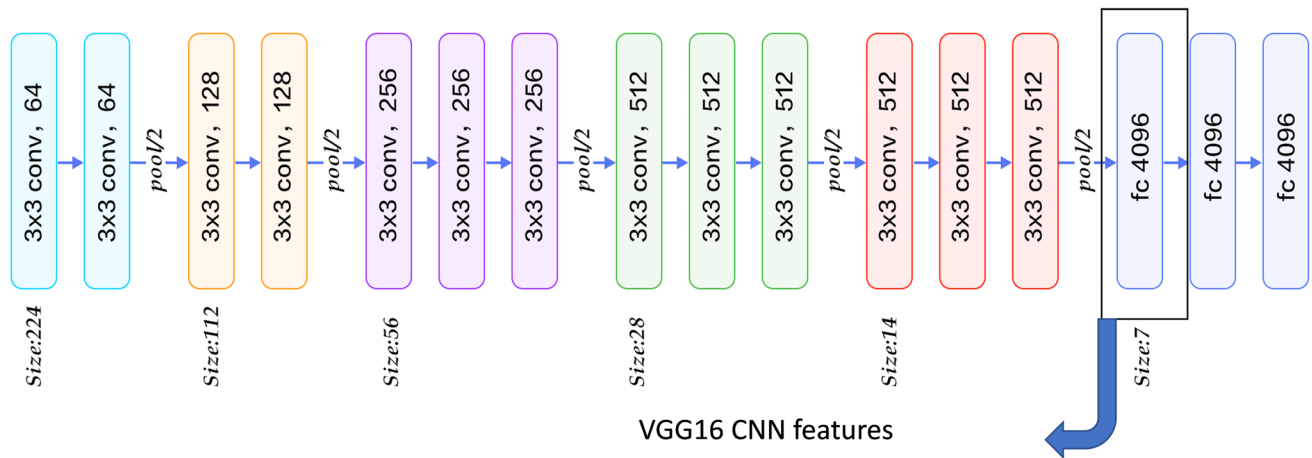 3x3 conv, 64
3x3 conv, 64
pool/2
3x3 conv, 128
3x3 conv, 128
pool/2
3x3 conv, 256
3x3 conv, 256
3x3 conv, 256
pool/2
3x3 conv, 512
3x3 conv, 512
3x3 conv, 512
pool/2
3x3 conv, 512
3x3 conv, 512
3x3 conv, 512
pool/2
fc 4096
fc 4096
fc 4096
Size:224
Size:112
Size:56
Size:28
Size:14
Size:7
VGG16 CNN features